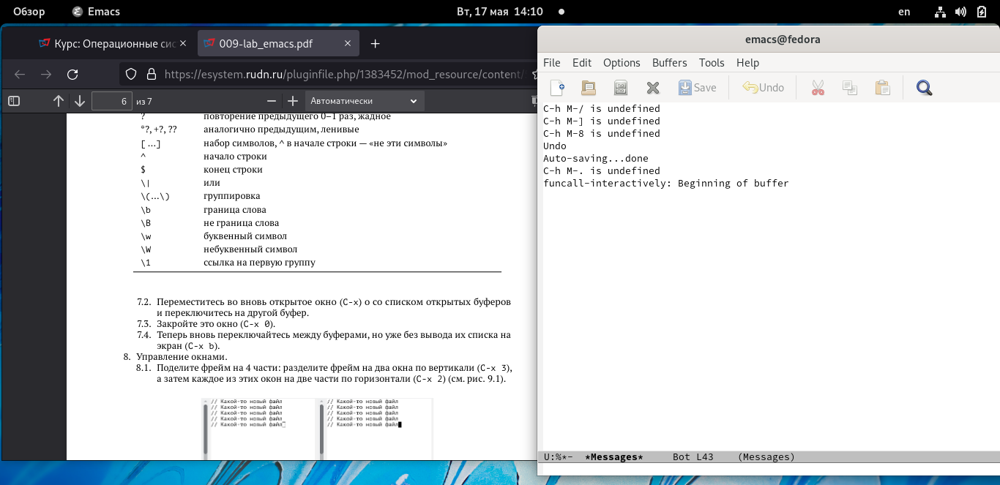 Обзор
Emacs
Вт, 17 мая 14:10
en
Курс: Операционные сис
009-lab_emacs.pdf
https://esystem.rudn.ru/pluginfile.php/1383452/mod_resource/content/
6 из 7
Автоматически
? повторение предыдущего 0–1 раз, жадное
*?, +?, ?? аналогично предыдущим, ленивые
[ …] набор символов, ^ в начале строки — «не эти символы»
^ начало строки
$ конец строки
\| или
\(…\) группировка
\b граница слова
\B не граница слова
\w буквенный символ
\W небуквенный символ
\1 ссылка на первую группу
7.2. Переместитесь во вновь открытое окно (C-x) o со списком открытых буферов
и переключитесь на другой буфер.
7.3. Закройте это окно (C-x 0).
7.4. Теперь вновь переключайтесь между буферами, но уже без вывода их списка на
экран (C-x b).
8. Управление окнами.
8.1. Поделите фрейм на 4 части: разделите фрейм на два окна по вертикали (C-x 3),
а затем каждое из этих окон на две части по горизонтали (C-x 2) (см. рис. 9.1).
// Какой-то новый файл // Какой-то новый файл
// Какой-то новый файл // Какой-то новый файл
// Какой-то новый файл // Какой-то новый файл
// Какой-то новый файл // Какой-то новый файл
// Какой-то новый файл // Какой-то новый файл
emacs@fedora
File Edit Options Buffers Tools Help
Save Undo
C-h M-/ is undefined
C-h M-] is undefined
C-h M-8 is undefined
Undo
Auto-saving...done
C-h M-. is undefined
funcall-interactively: Beginning of buffer
U:%*- *Messages* Bot L43 (Messages)